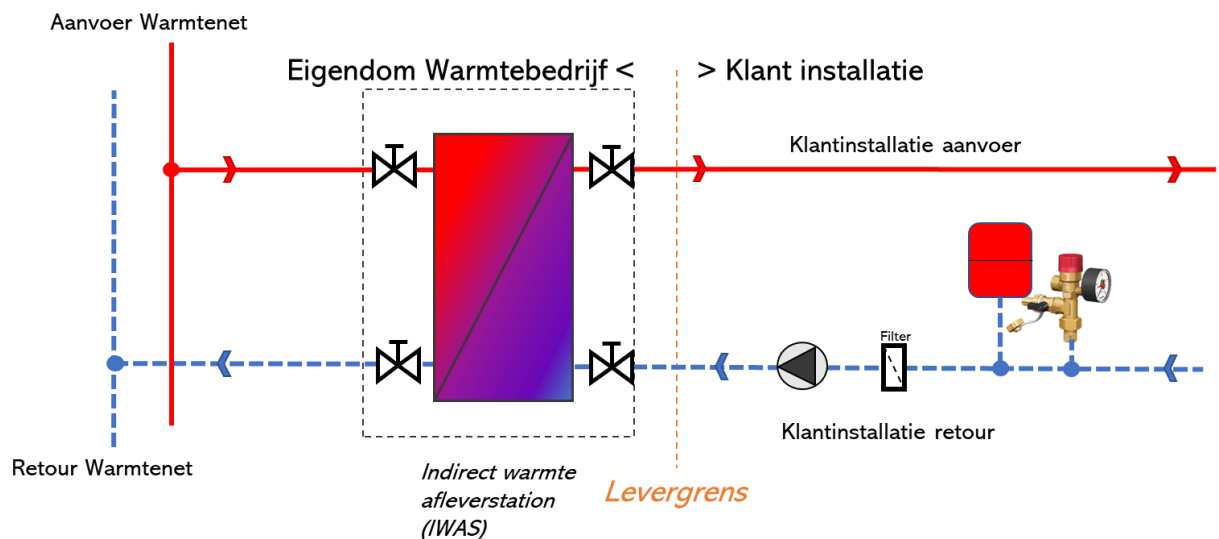 Aanvoer Warmtenet
Eigendom Warmtebedrijf < > Klant installatie
Klantinstallatie aanvoer
Filter
Klantinstallatie retour
Retour Warmtenet
Indirect warmte
afleverstation
(IWAS)
Levergrens